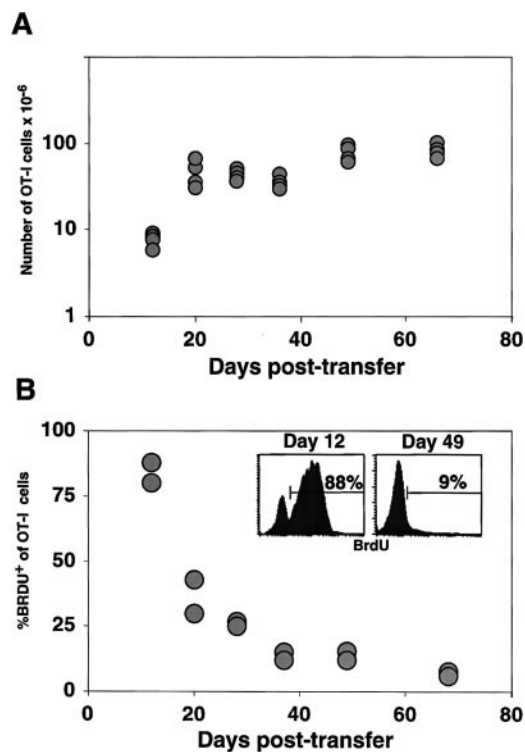 A
Number of OT-I cells x 10-6
100
10
1
0 20 40 60 80
Days post-transfer
B
%BRDU+ of OT-I cells
100
75
50
25
0
Day 12 Day 49
88% 9%
BrdU
0 20 40 60 80
Days post-transfer